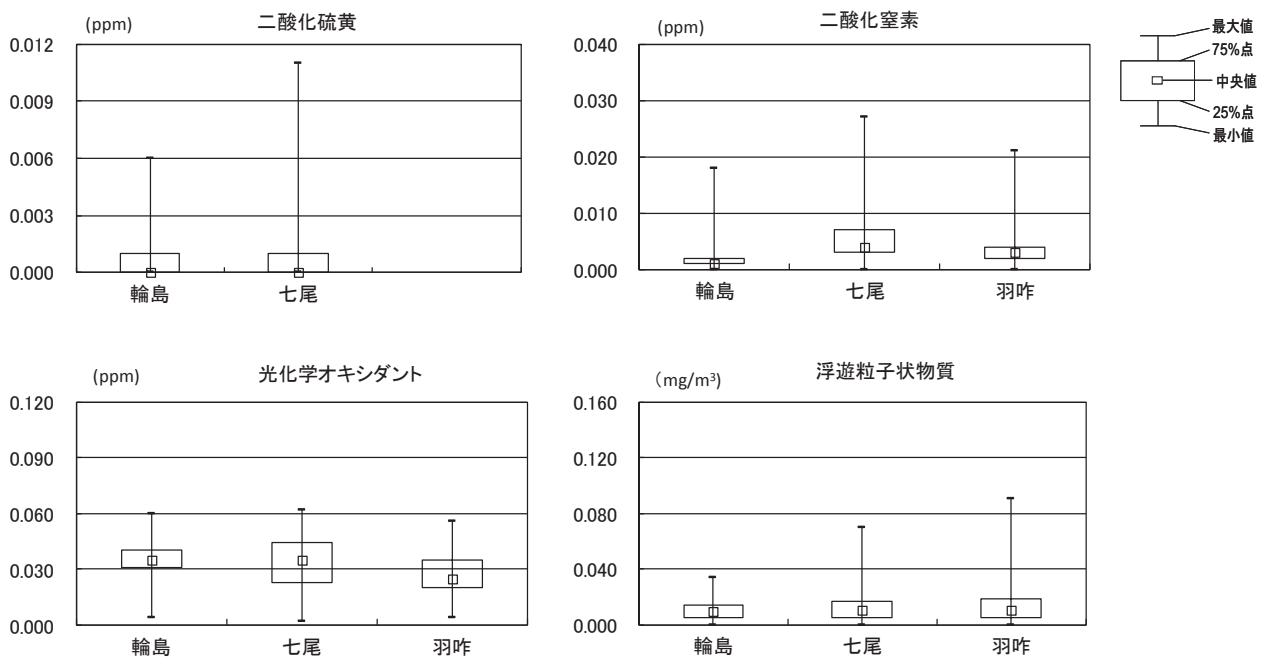 (ppm)
二酸化硫黄
0.012
0.009
0.006
0.003
0.000
輪島
七尾
(ppm)
二酸化窒素
0.040
0.030
0.020
0.010
0.000
輪島
七尾
羽咋
最大値
75%点
中央値
25%点
最小値
(ppm)
光化学オキシダント
0.120
0.090
0.060
0.030
0.000
輪島
七尾
羽咋
(mg/m³)
浮遊粒子状物質
0.160
0.120
0.080
0.040
0.000
輪島
七尾
羽咋